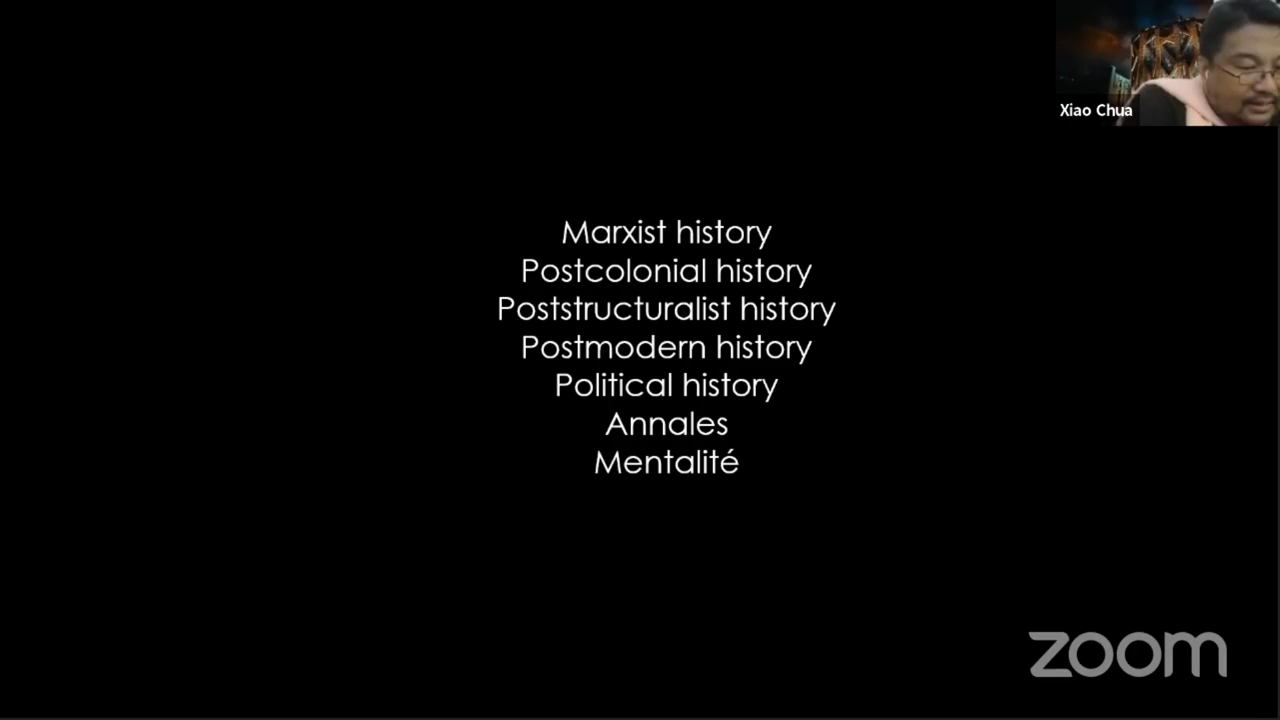 Xiao Chua
Marxist history
Postcolonial history
Poststructuralist history
Postmodern history
Political history
Annales
Mentalité
zoom